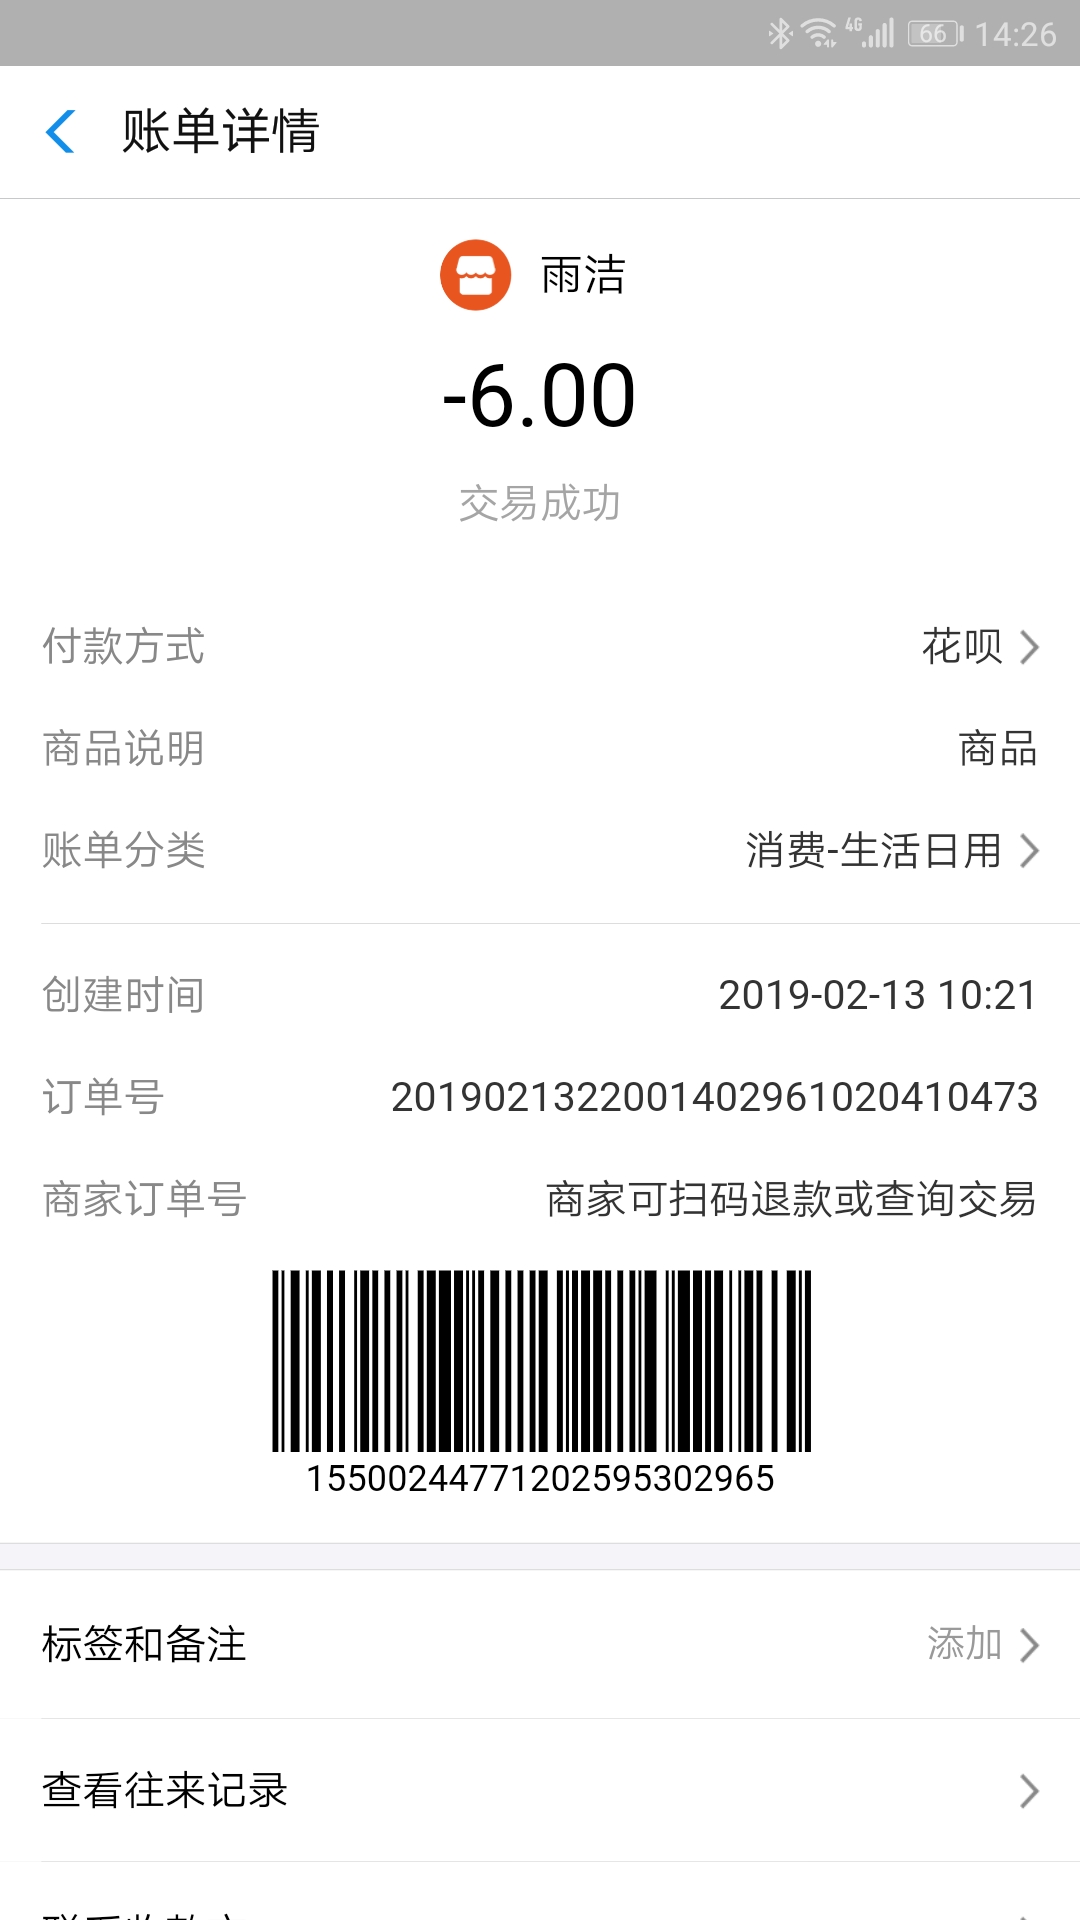 4G 66 14:26
账单详情
雨洁
-6.00
交易成功
付款方式 花呗
商品说明 商品
账单分类 消费-生活日用
创建时间 2019-02-13 10:21
订单号 2019021322001402961020410473
商家订单号 商家可扫码退款或查询交易
15500244771202595302965
标签和备注 添加
查看往来记录